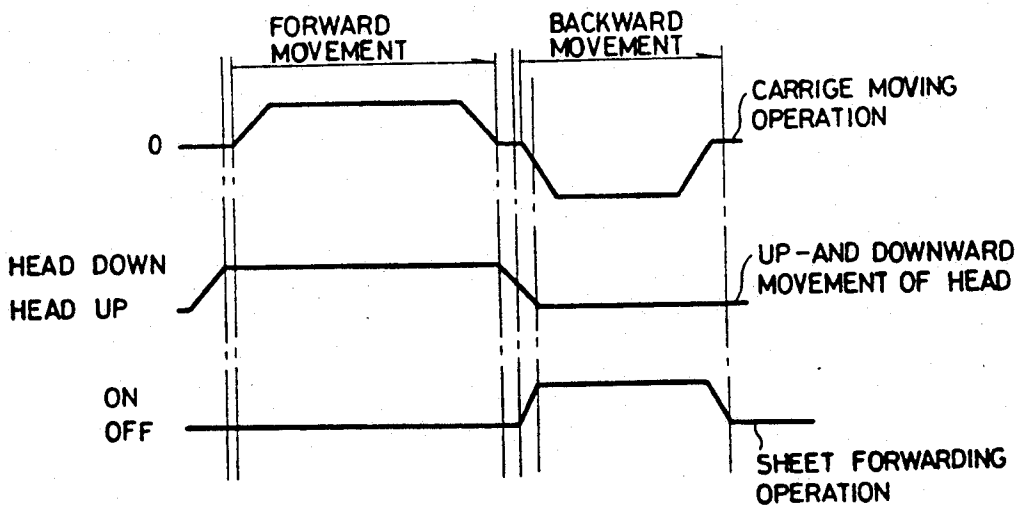 FORWARD
MOVEMENT
BACKWARD
MOVEMENT
CARRIGE MOVING
OPERATION
0
HEAD DOWN
HEAD UP
UP-AND DOWNWARD
MOVEMENT OF HEAD
ON
OFF
SHEET FORWARDING
OPERATION